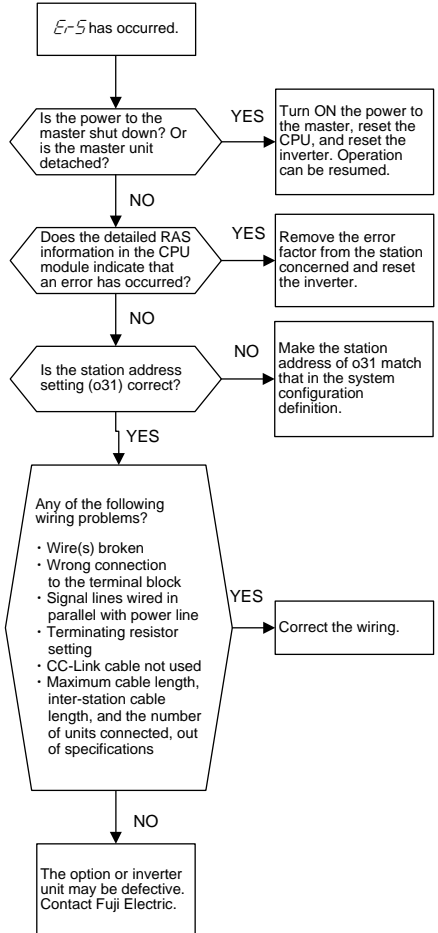 Er5 has occurred.
Is the power to the
master shut down? Or
is the master unit
detached?
YES
Turn ON the power to
the master, reset the
CPU, and reset the
inverter. Operation
can be resumed.
NO
Does the detailed RAS
information in the CPU
module indicate that
an error has occurred?
YES
Remove the error
factor from the station
concerned and reset
the inverter.
NO
Is the station address
setting (o31) correct?
NO
Make the station
address of o31 match
that in the system
configuration
definition.
YES
Any of the following
wiring problems?
・Wire(s) broken
・Wrong connection
to the terminal block
・Signal lines wired in
parallel with power line
・Terminating resistor
setting
・CC-Link cable not used
・Maximum cable length,
inter-station cable
length, and the number
of units connected, out
of specifications
YES
Correct the wiring.
NO
The option or inverter
unit may be defective.
Contact Fuji Electric.